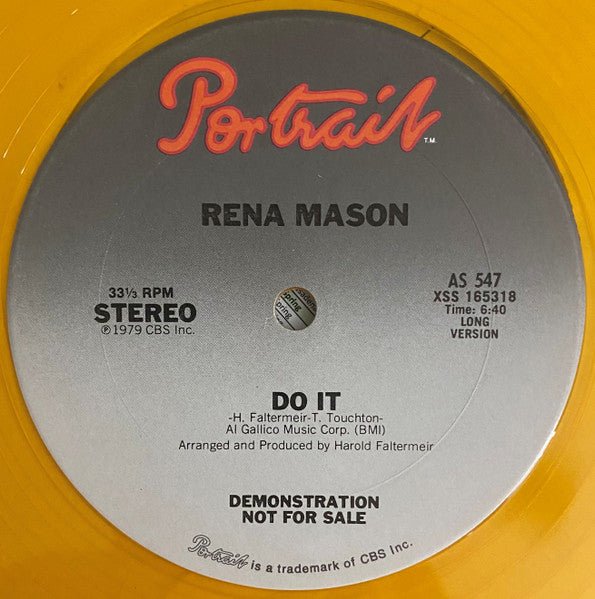 Portrait T.M.
RENA MASON
33⅓ RPM
STEREO
℗ 1979 CBS Inc.
AS 547
XSS 165318
Time: 6:40
LONG
VERSION
DO IT
-H. Faltermeir-T. Touchton-
Al Gallico Music Corp. (BMI)
Arranged and Produced by Harold Faltermeir
DEMONSTRATION
NOT FOR SALE
Portrait is a trademark of CBS Inc.
spring